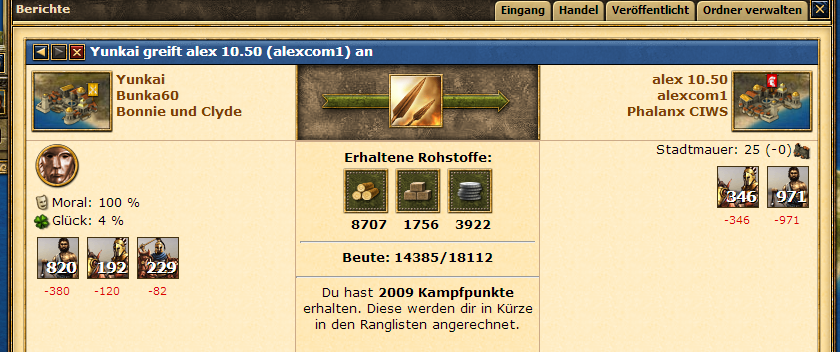 Berichte
Eingang Handel Veröffentlicht Ordner verwalten
Yunkai greift alex 10.50 (alexcom1) an
Yunkai
Bunka60
Bonnie und Clyde
alex 10.50
alexcom1
Phalanx CIWS
Moral: 100 %
Glück: 4 %
820 192 229
-380 -120 -82
Erhaltene Rohstoffe:
8707 1756 3922
Beute: 14385/18112
Du hast 2009 Kampfpunkte
erhalten. Diese werden dir in Kürze
in den Ranglisten angerechnet.
Stadtmauer: 25 (-0)
346 971
-346 -971